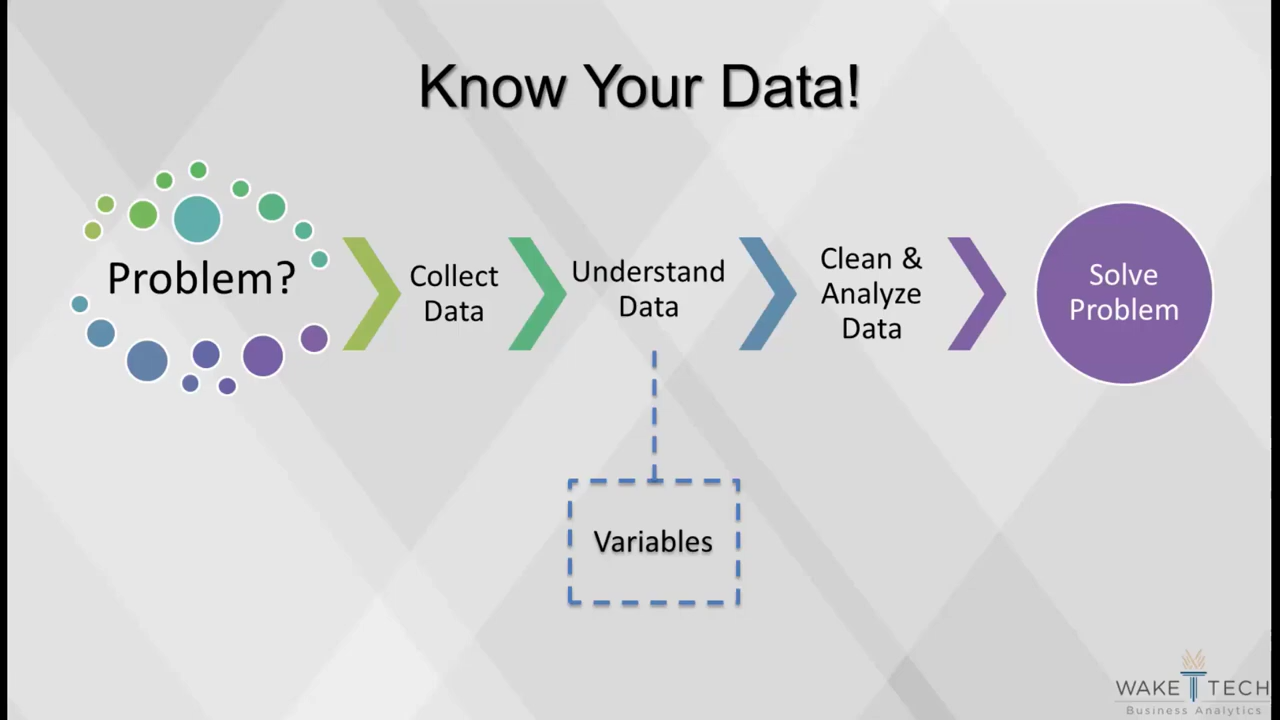 Know Your Data!
Problem?
Collect
Data
Understand
Data
Clean &
Analyze
Data
Solve
Problem
Variables
WAKE TECH
Business Analytics